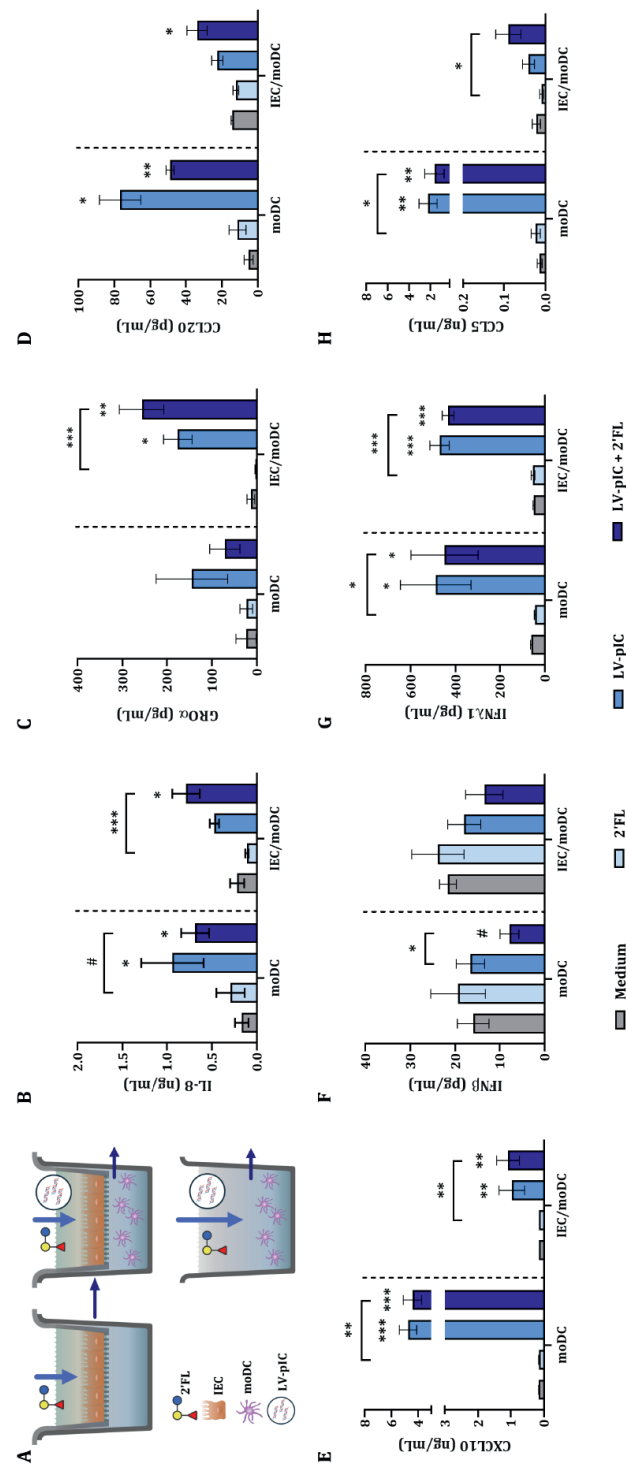 A
2'FL
IEC
moDC
LV-pIC
B
IL-8 (ng/mL)
2.0
1.5
1.0
0.5
0.0
#
*
*
***
*
moDC
IEC/moDC
C
GROα (pg/mL)
400
300
200
100
0
***
*
**
moDC
IEC/moDC
D
CCL20 (pg/mL)
100
80
60
40
20
0
*
**
*
moDC
IEC/moDC
E
CXCL10 (ng/mL)
8
6
4
3
2
1
0
**
***
***
**
**
**
moDC
IEC/moDC
F
IFNβ (pg/mL)
40
30
20
10
0
*
#
moDC
IEC/moDC
G
IFNλ1 (pg/mL)
800
600
400
200
0
*
*
*
***
***
***
moDC
IEC/moDC
H
CCL5 (ng/mL)
8
6
4
2
0.2
0.1
0.0
*
**
**
*
moDC
IEC/moDC
Medium
2'FL
LV-pIC
LV-pIC + 2'FL